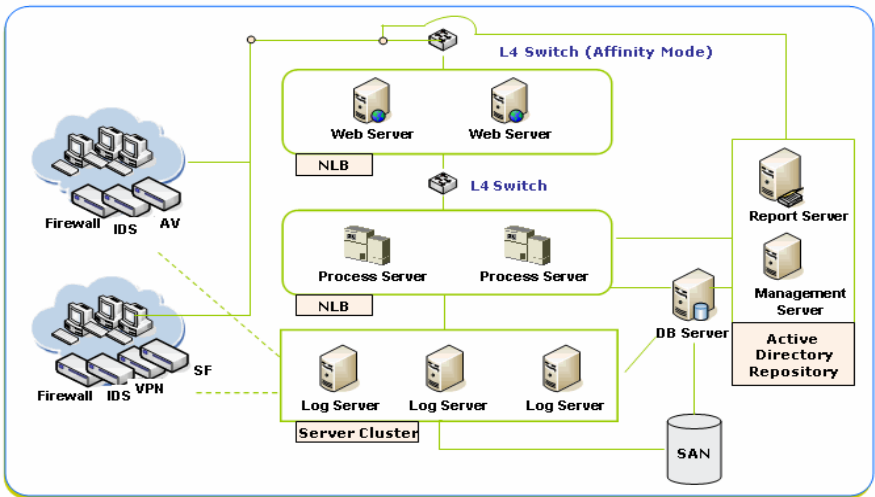 L4 Switch (Affinity Mode)
Web Server
Web Server
NLB
L4 Switch
Firewall
IDS
AV
Report Server
Process Server
Process Server
NLB
Management
Server
DB Server
Active
Directory
Repository
Firewall
IDS
VPN
SF
Log Server
Log Server
Log Server
Server Cluster
SAN